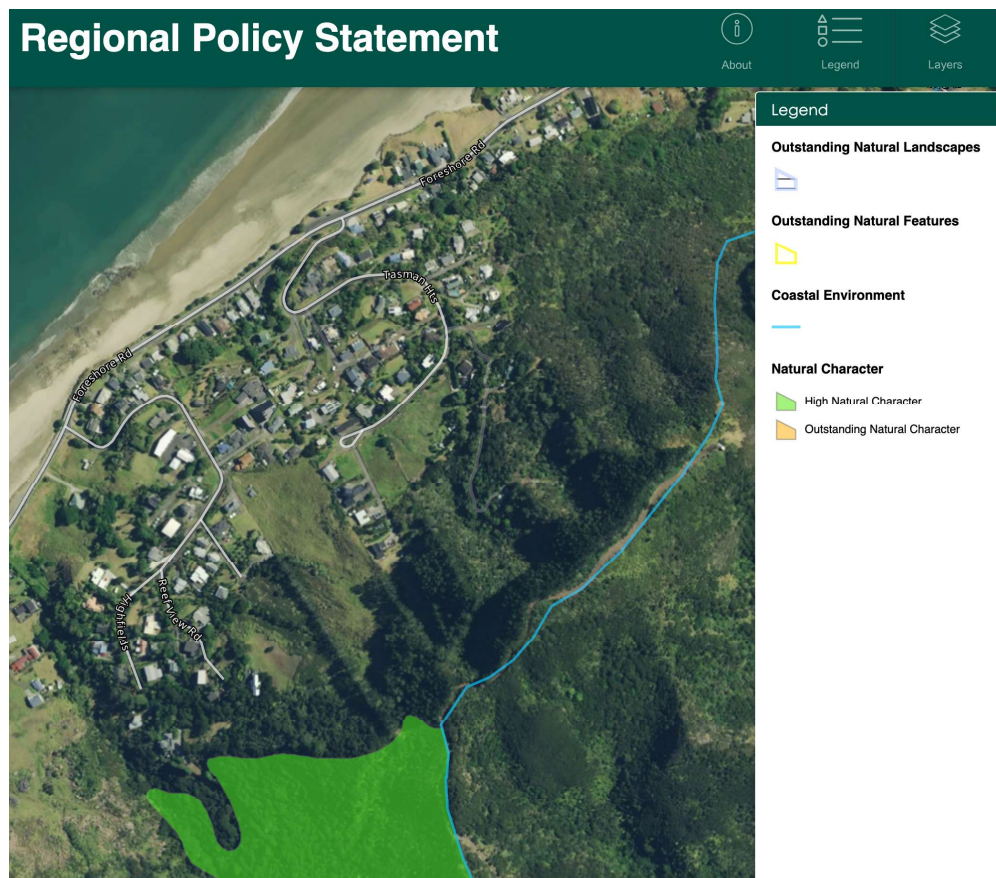 Regional Policy Statement
About
Legend
Layers
Legend
Outstanding Natural Landscapes
Outstanding Natural Features
Coastal Environment
Natural Character
High Natural Character
Outstanding Natural Character
Foreshore Rd
Tasman Hts
Foreshore Rd
Highfields
Reef View Rd